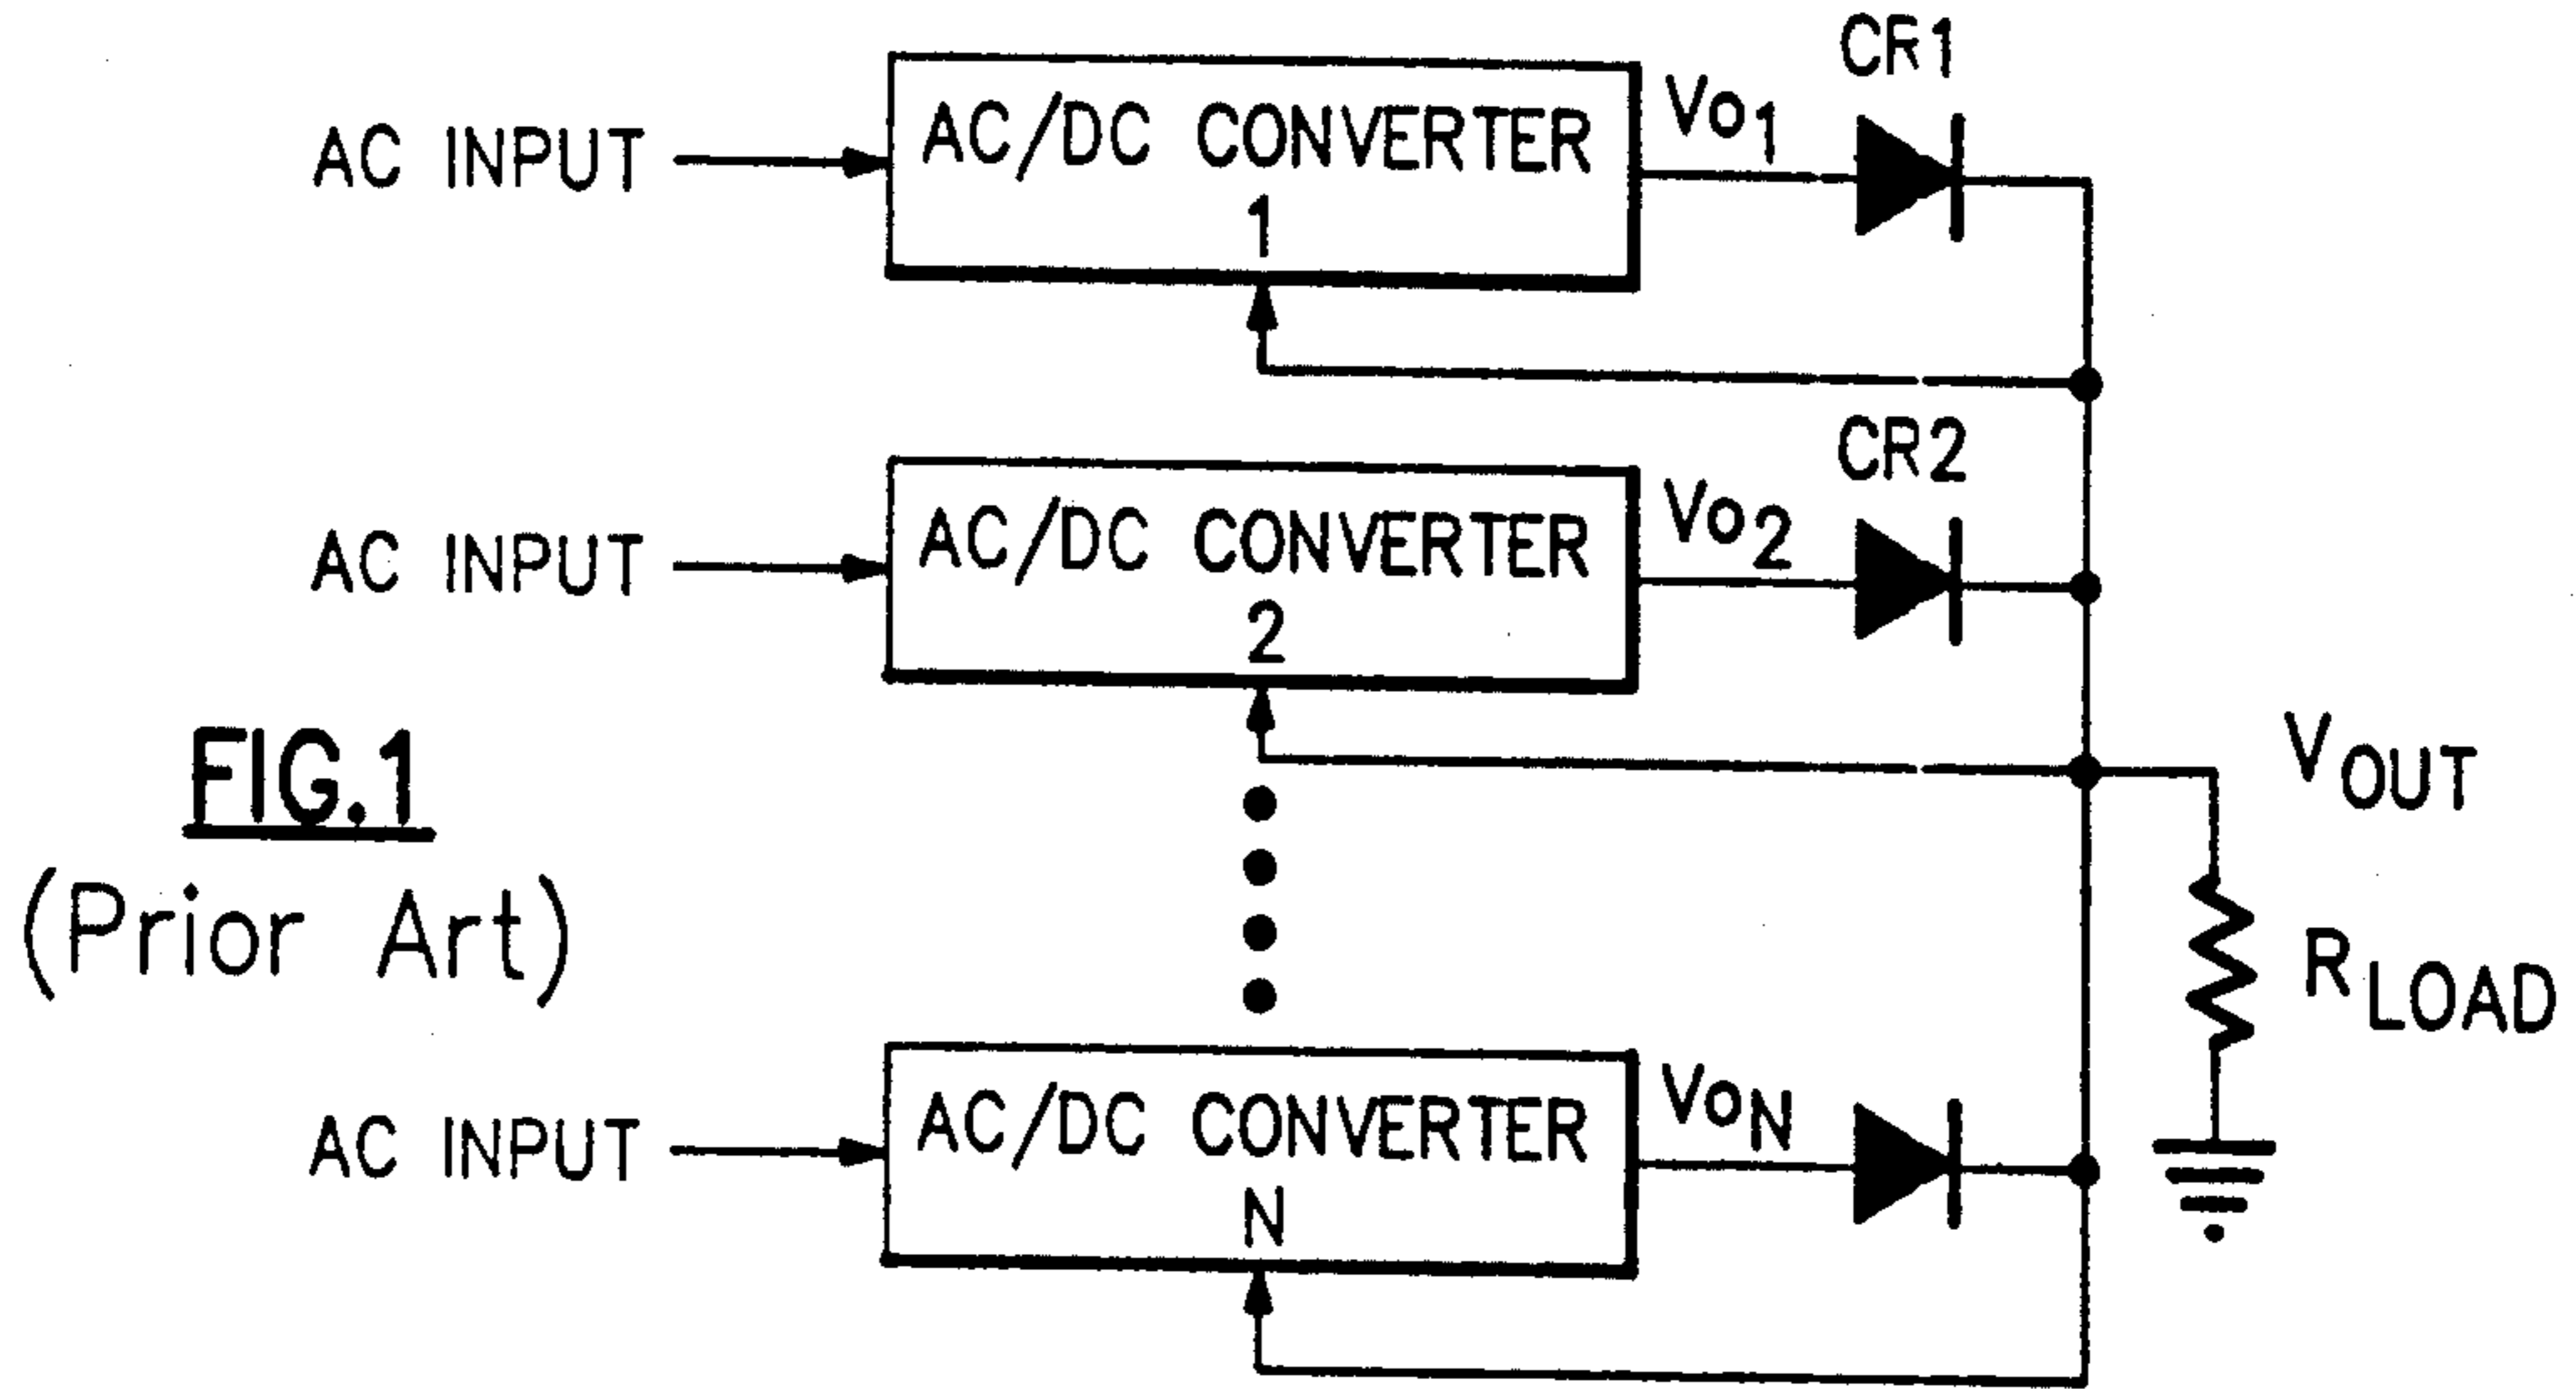 CR1
AC INPUT
AC/DC CONVERTER
1
Vo1
CR2
AC INPUT
AC/DC CONVERTER
2
Vo2
FIG.1
(Prior Art)
VOUT
RLOAD
AC INPUT
AC/DC CONVERTER
N
VoN